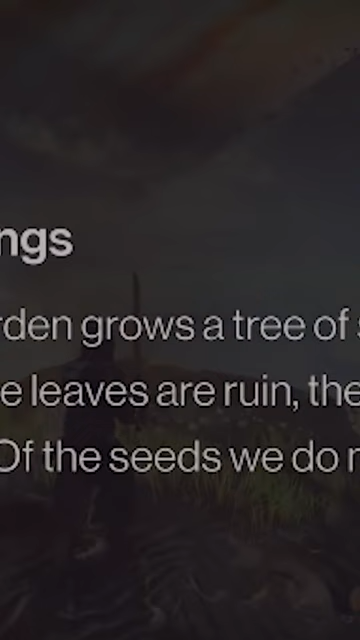 ngs
rden grows a tree of
e leaves are ruin, the
Of the seeds we do